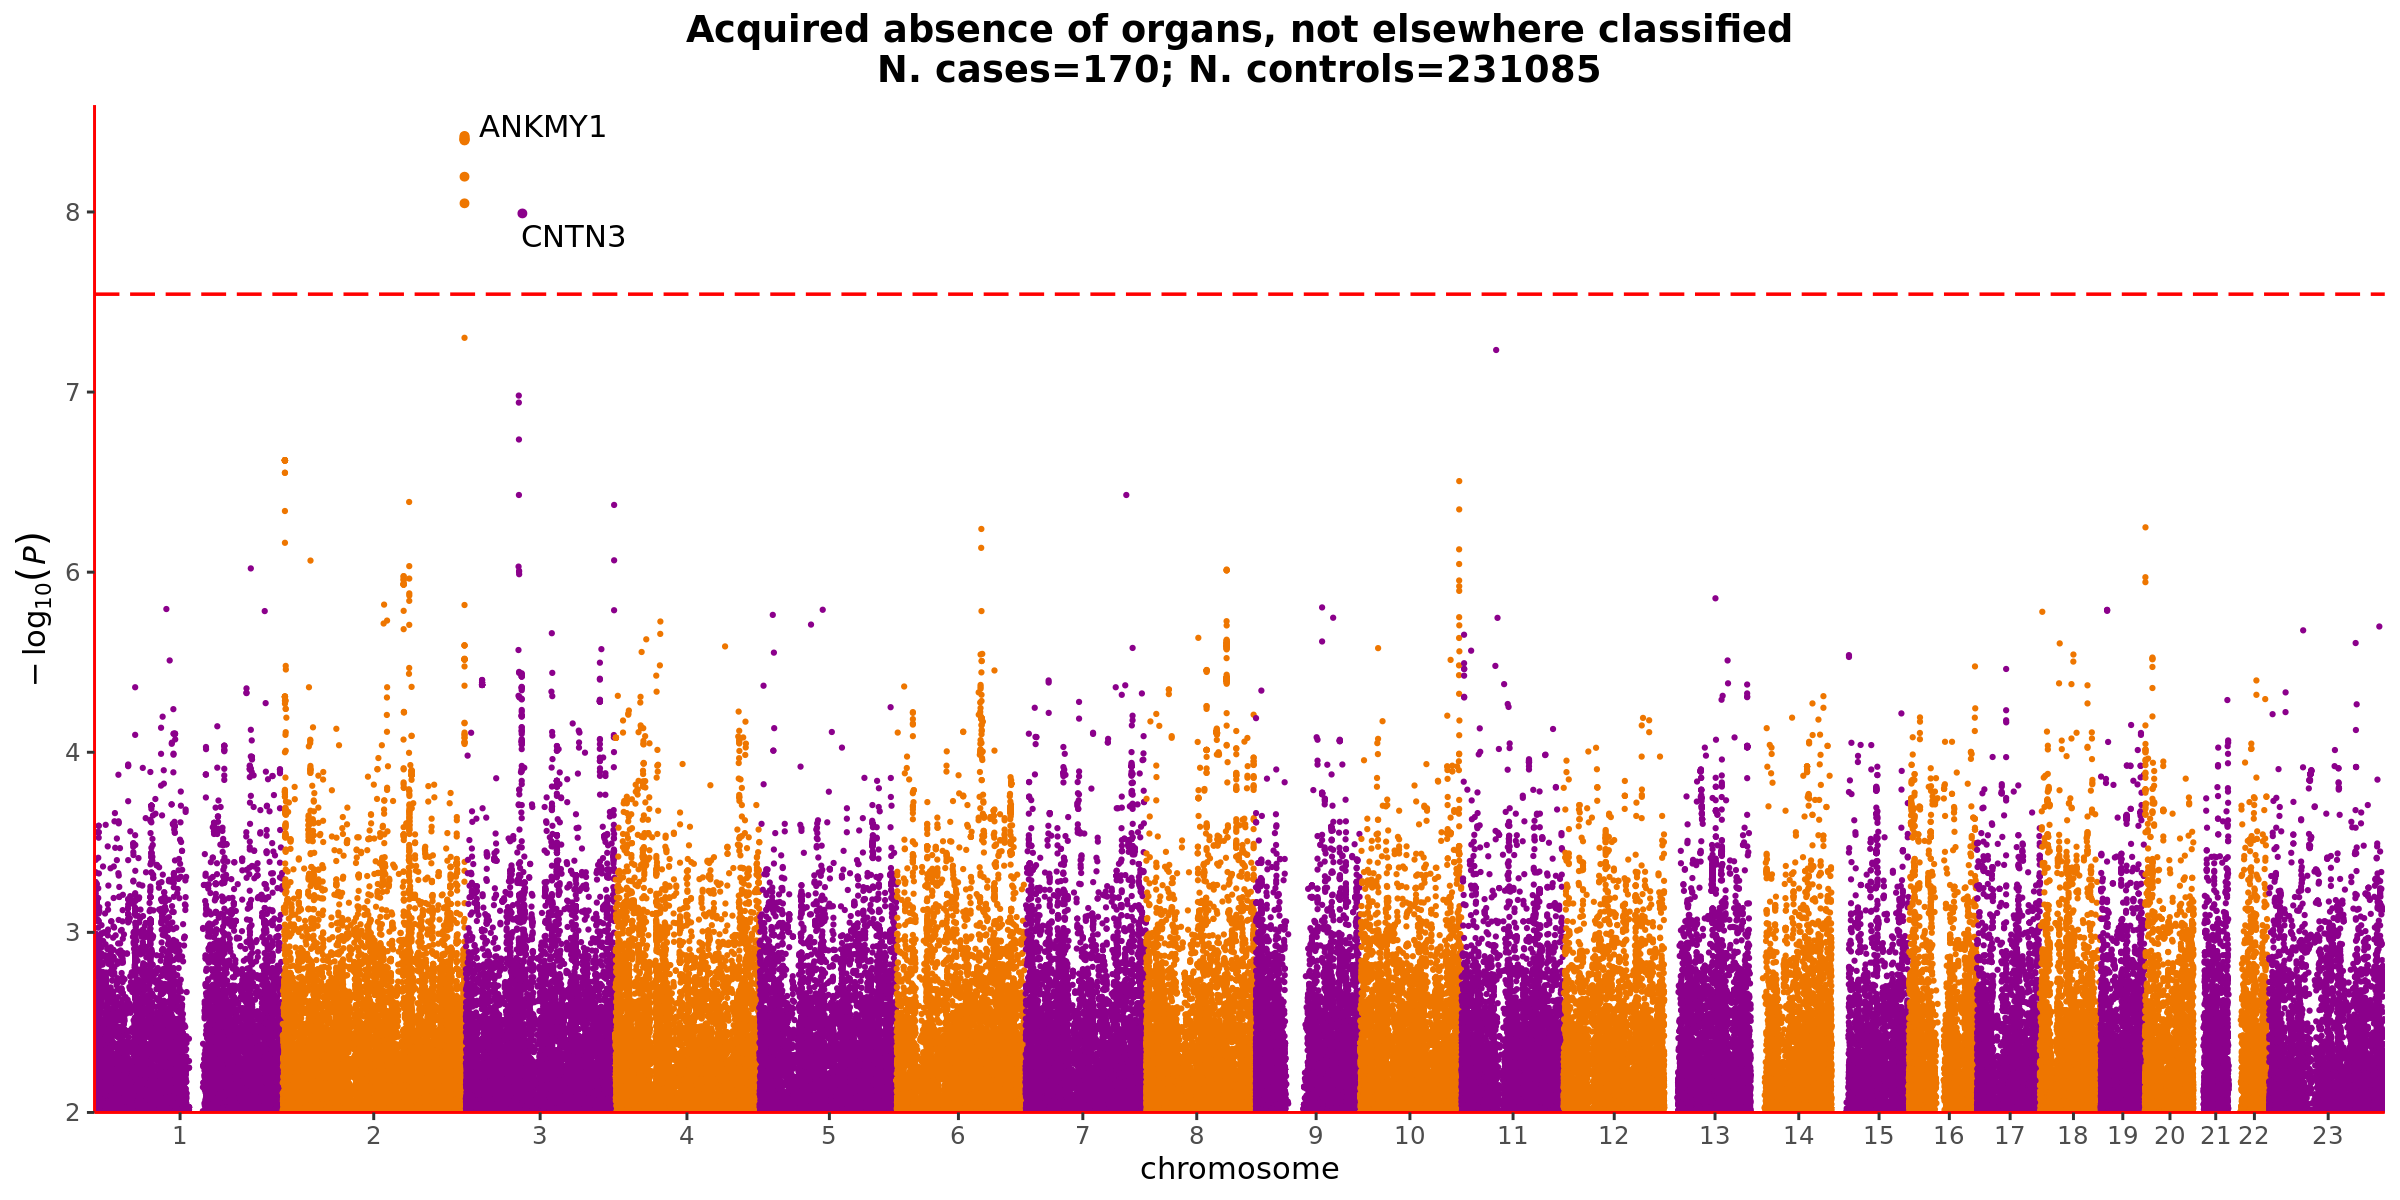 Acquired absence of organs, not elsewhere classified
N. cases=170; N. controls=231085
ANKMY1
CNTN3
8
7
6
4
3
2
− log10(P)
1 2 3 4 5 6 7 8 9 10 11 12 13 14 15 16 17 18 19 20 21 22 23
chromosome